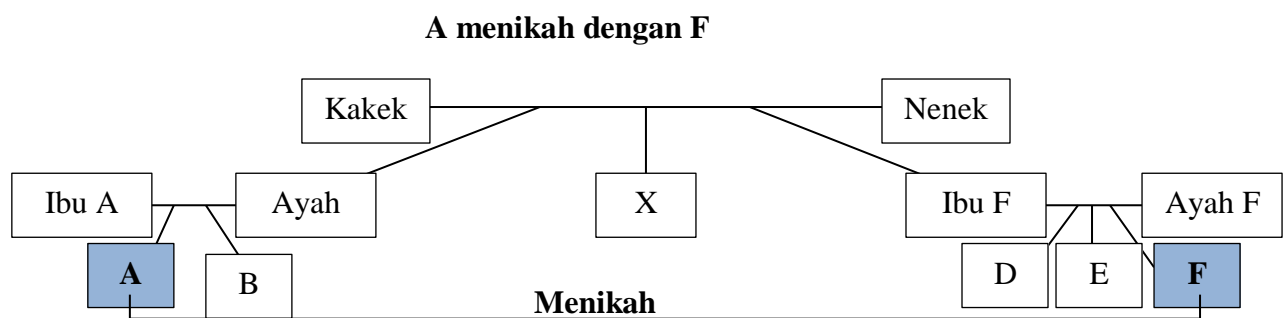 A menikah dengan F
Kakek
Nenek
Ibu A
Ayah
X
Ibu F
Ayah F
A
B
D
E
F
Menikah